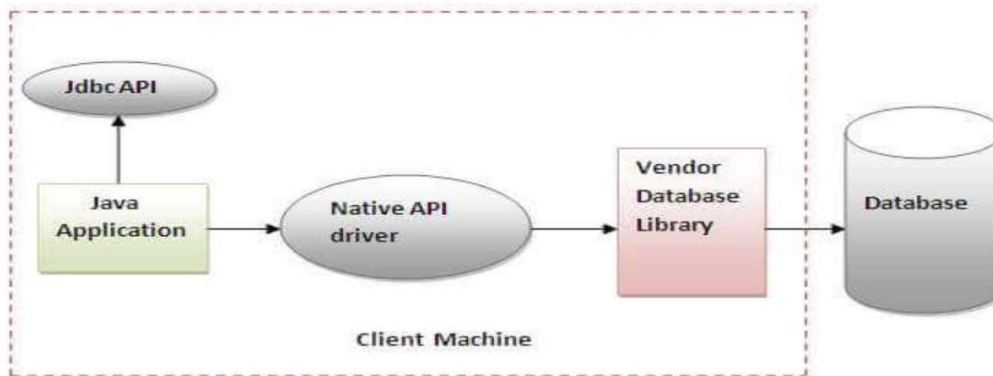 Jdbc API
Java
Application
Native API
driver
Vendor
Database
Library
Database
Client Machine